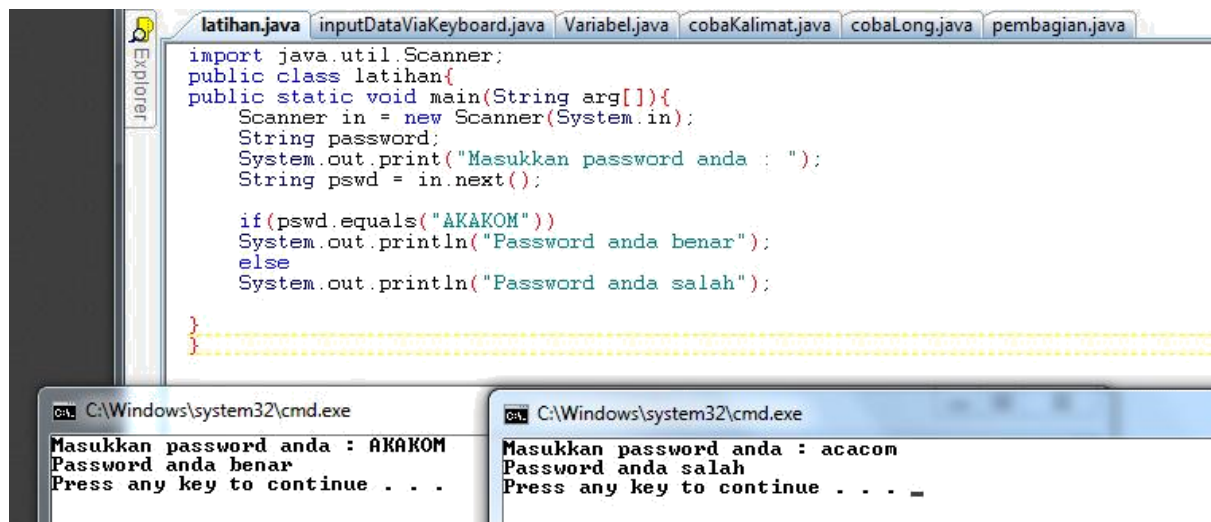 latihan.java inputDataViaKeyboard.java Variabel.java cobaKalimat.java cobaLong.java pembagian.java
Explorer
import java.util.Scanner;
public class latihan{
public static void main(String arg[]){
Scanner in = new Scanner(System.in);
String password;
System.out.print("Masukkan password anda : ");
String pswd = in.next();
if(pswd.equals("AKAKOM"))
System.out.println("Password anda benar");
else
System.out.println("Password anda salah");
}
}
C:\Windows\system32\cmd.exe
Masukkan password anda : AKAKOM
Password anda benar
Press any key to continue . . .
C:\Windows\system32\cmd.exe
Masukkan password anda : acacom
Password anda salah
Press any key to continue . . . _